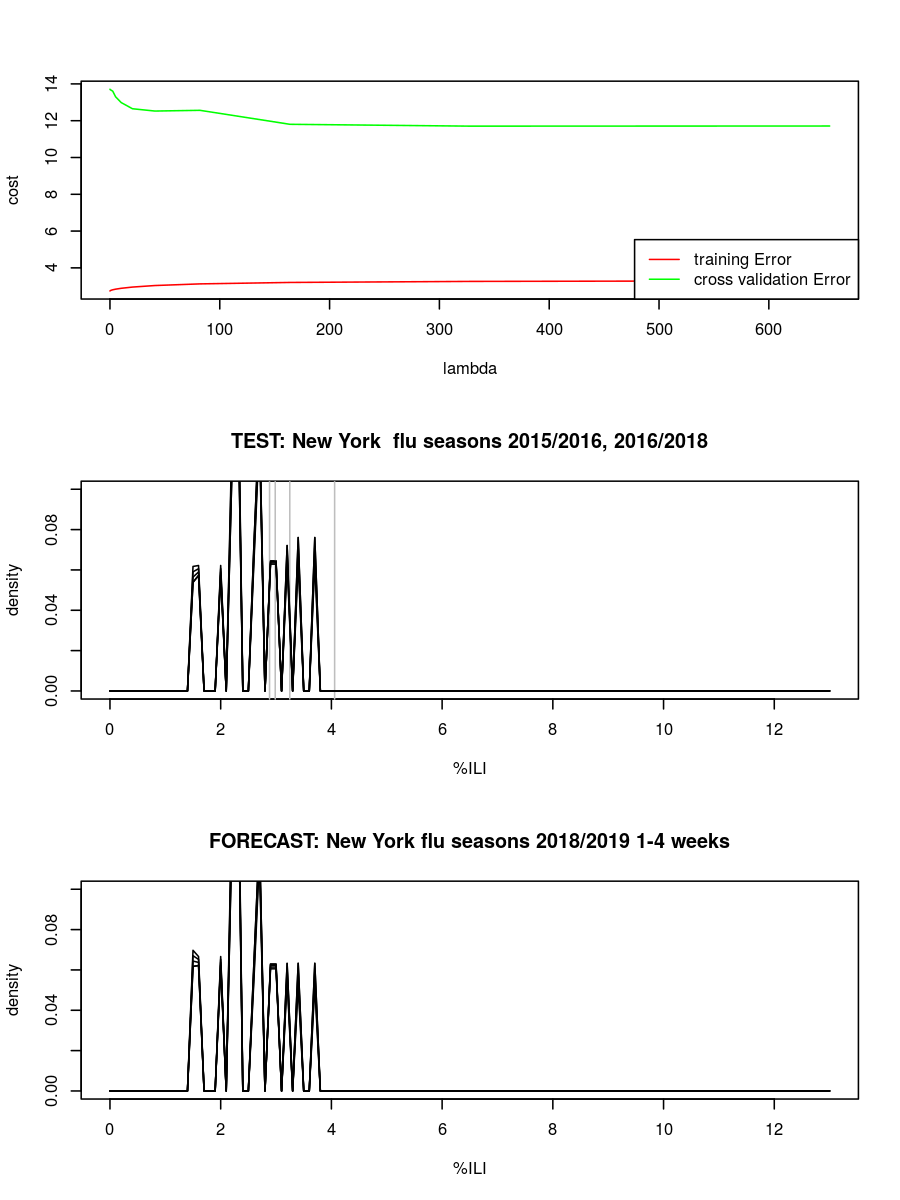 14
12
10
8
6
4
cost
training Error
cross validation Error
0 100 200 300 400 500 600
lambda
TEST: New York  flu seasons 2015/2016, 2016/2018
0.08
0.04
0.00
density
0 2 4 6 8 10 12
%ILI
FORECAST: New York flu seasons 2018/2019 1-4 weeks
0.08
0.04
0.00
density
0 2 4 6 8 10 12
%ILI